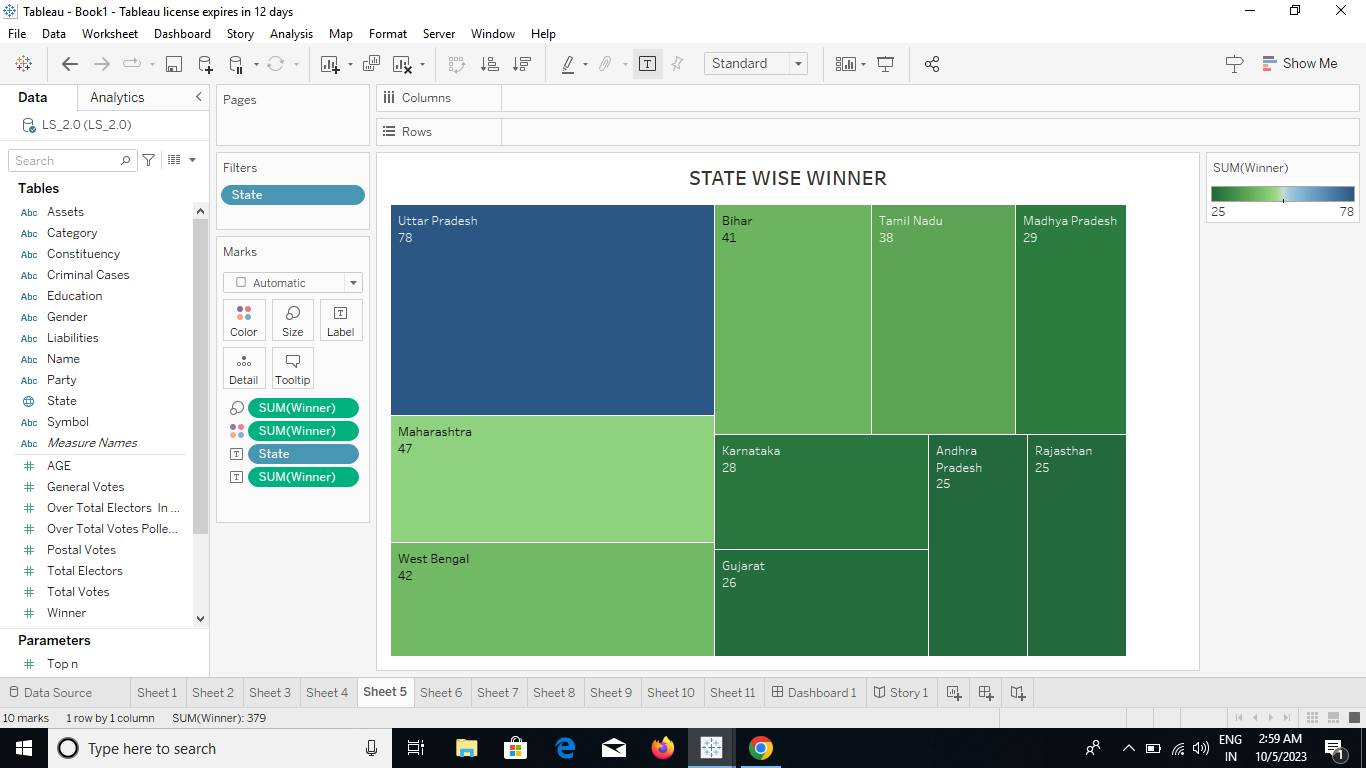 Tableau - Book1 - Tableau license expires in 12 days
File Data Worksheet Dashboard Story Analysis Map Format Server Window Help
Standard
Show Me
Data Analytics
LS_2.0 (LS_2.0)
Search
Tables
Abc Assets
Abc Category
Abc Constituency
Abc Criminal Cases
Abc Education
Abc Gender
Abc Liabilities
Abc Name
Abc Party
State
Abc Symbol
Abc Measure Names
# AGE
# General Votes
# Over Total Electors In ...
# Over Total Votes Polle...
# Postal Votes
# Total Electors
# Total Votes
# Winner
Parameters
# Top n
Pages
Filters
State
Marks
Automatic
Color Size T Label
Detail Tooltip
SUM(Winner)
SUM(Winner)
T State
T SUM(Winner)
Columns
Rows
STATE WISE WINNER
Uttar Pradesh
78
Maharashtra
47
West Bengal
42
Bihar
41
Tamil Nadu
38
Madhya Pradesh
29
Karnataka
28
Gujarat
26
Andhra
Pradesh
25
Rajasthan
25
SUM(Winner)
25 78
Data Source Sheet 1 Sheet 2 Sheet 3 Sheet 4 Sheet 5 Sheet 6 Sheet 7 Sheet 8 Sheet 9 Sheet 10 Sheet 11 Dashboard 1 Story 1
10 marks 1 row by 1 column SUM(Winner): 379
Type here to search
ENG
IN
2:59 AM
10/5/2023
1